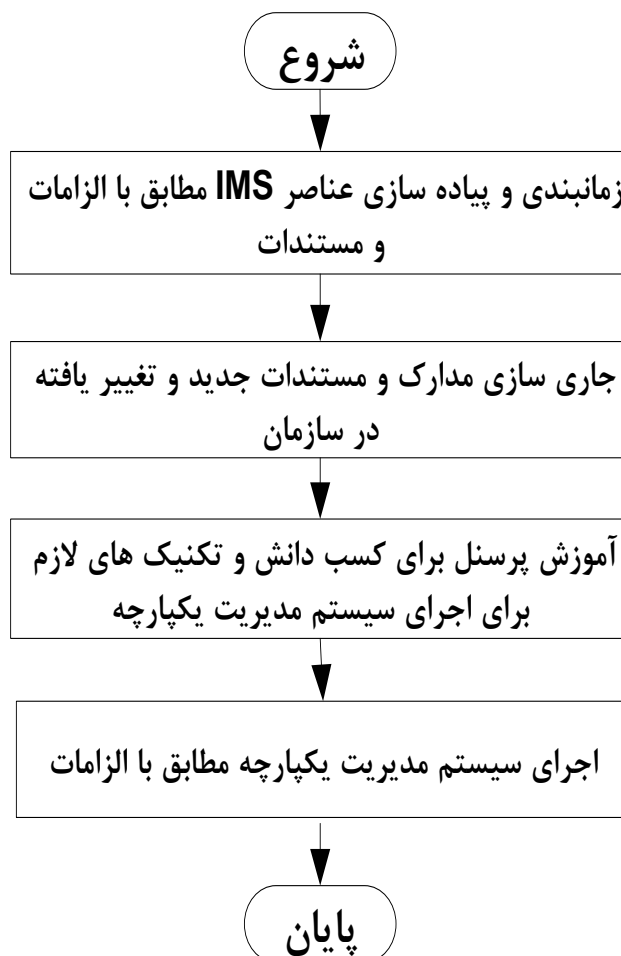 شروع
زمانبندی و پیاده سازی عناصر IMS مطابق با الزامات
و مستندات
جاری سازی مدارک و مستندات جدید و تغییر یافته
در سازمان
آموزش پرسنل برای کسب دانش و تکنیک های لازم
برای اجرای سیستم مدیریت یکپارچه
اجرای سیستم مدیریت یکپارچه مطابق با الزامات
پایان